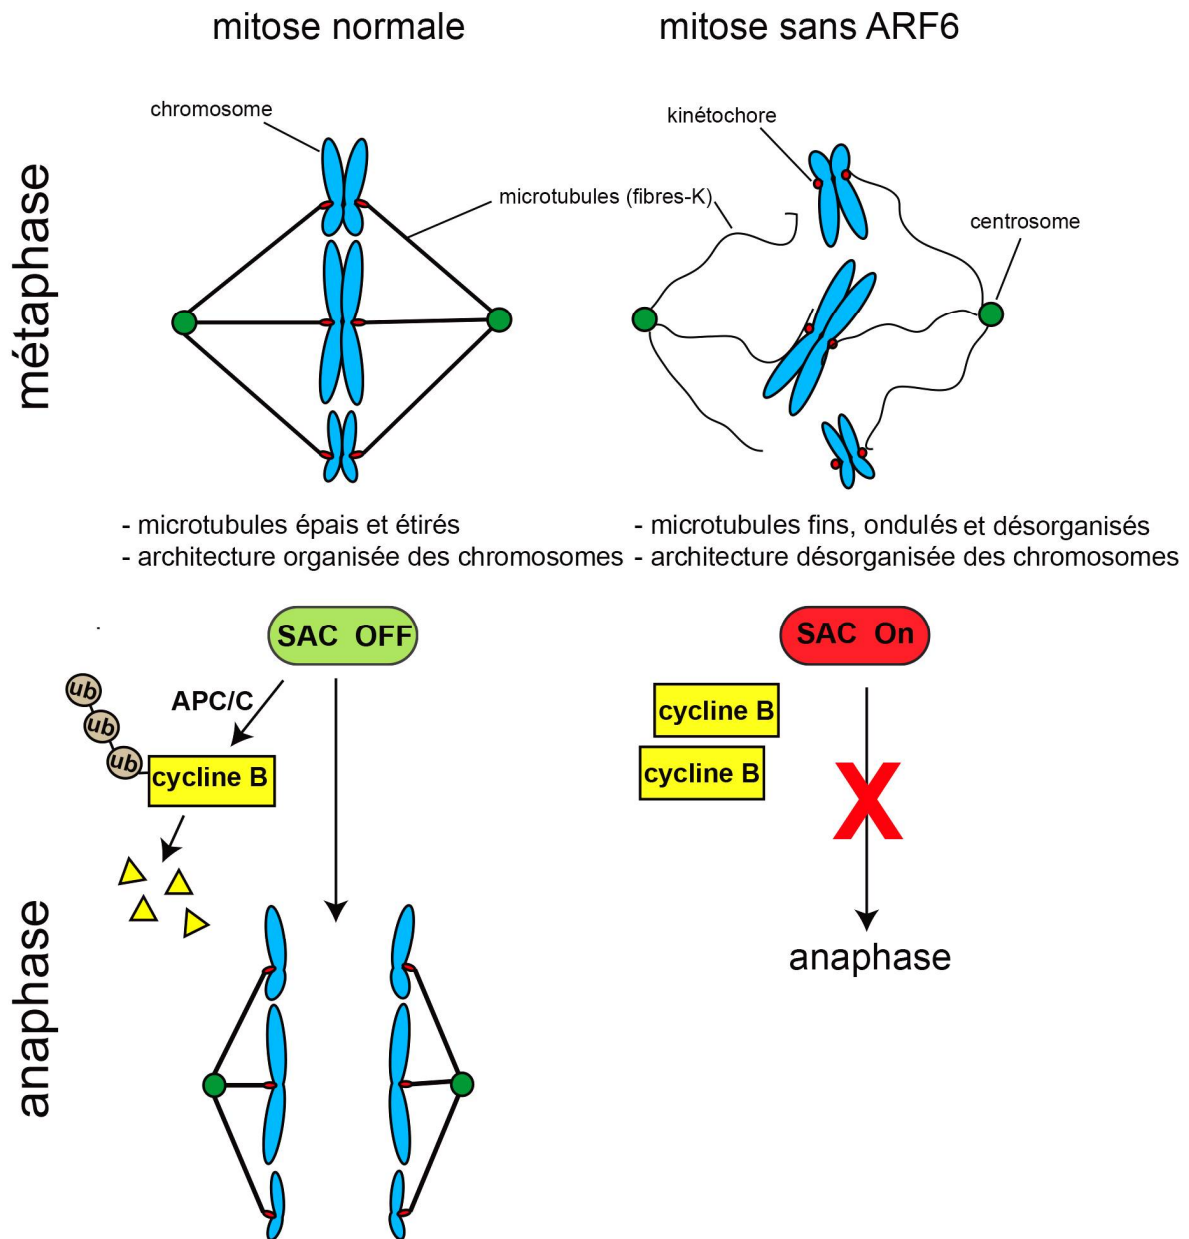 mitose normale
mitose sans ARF6
chromosome
kinétochore
microtubules (fibres-K)
centrosome
métaphase
- microtubules épais et étirés
- architecture organisée des chromosomes
- microtubules fins, ondulés et désorganisés
- architecture désorganisée des chromosomes
SAC OFF
SAC On
APC/C
ub
ub
ub
cycline B
cycline B
cycline B
X
anaphase
anaphase